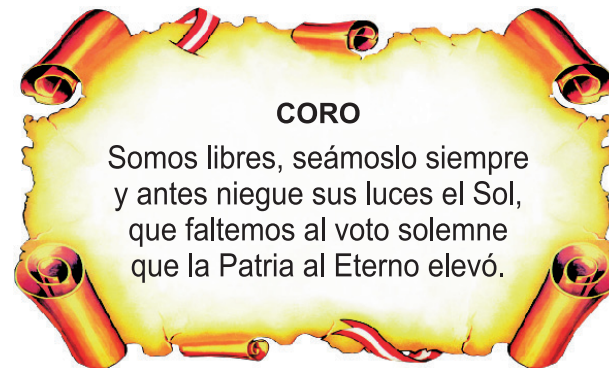 CORO
Somos libres, seámoslo siempre
y antes niegue sus luces el Sol,
que faltemos al voto solemne
que la Patria al Eterno elevó.